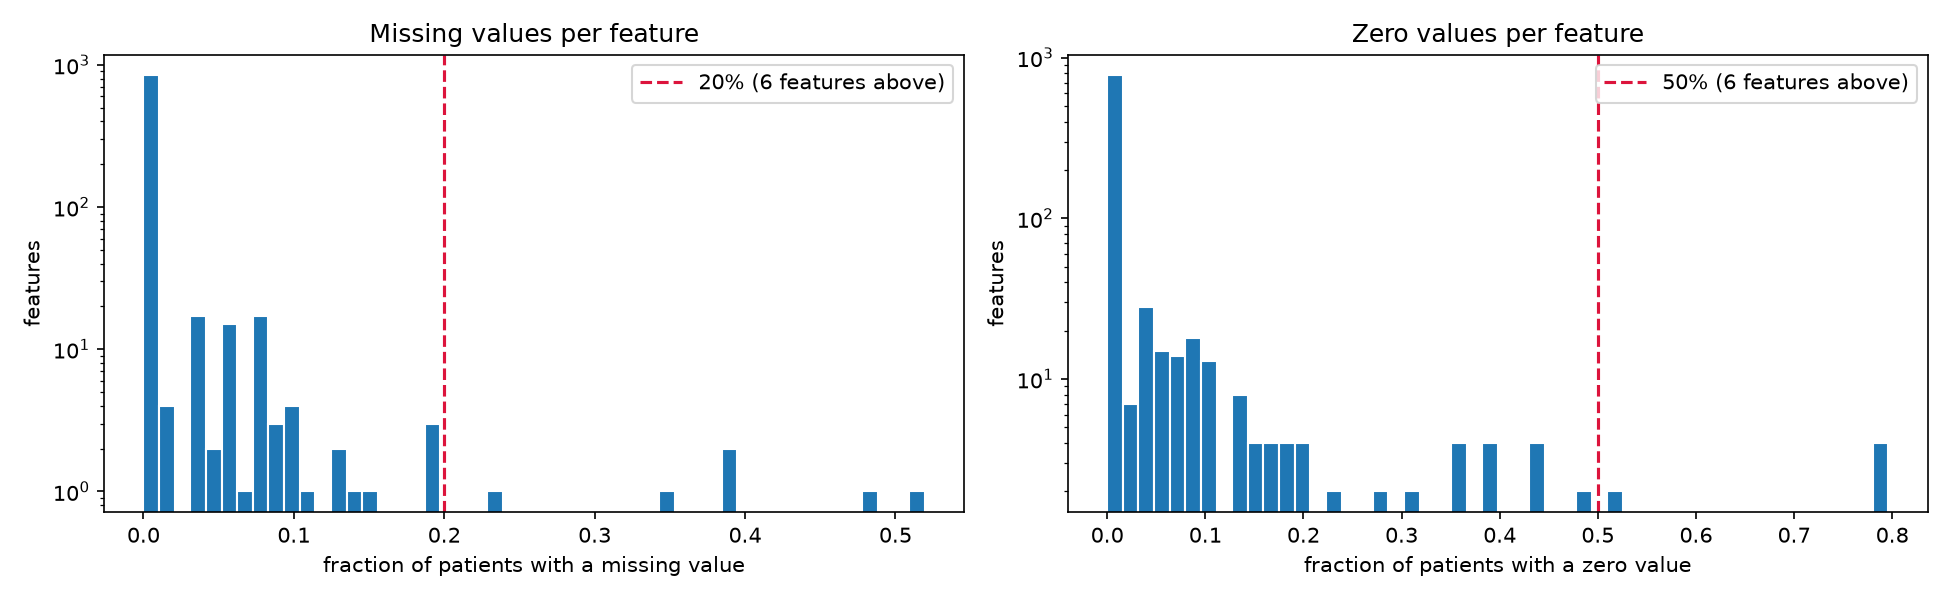 Missing values per feature
20% (6 features above)
10³
10²
10¹
10⁰
features
0.0 0.1 0.2 0.3 0.4 0.5
fraction of patients with a missing value
Zero values per feature
50% (6 features above)
10³
10²
10¹
features
0.0 0.1 0.2 0.3 0.4 0.5 0.6 0.7 0.8
fraction of patients with a zero value